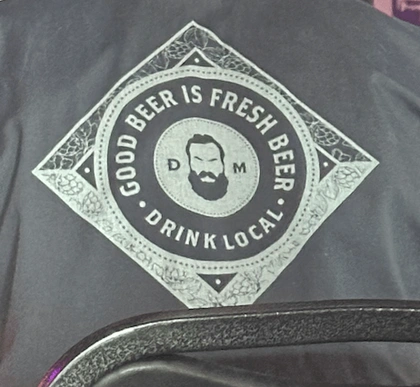 GOOD BEER IS FRESH BEER
D M
• DRINK LOCAL •